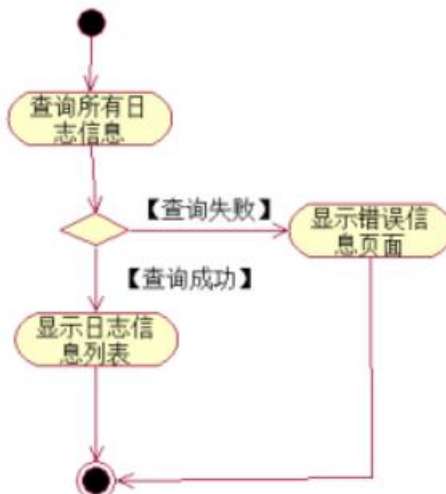 查询所有日
志信息
【查询失败】
显示错误信
息页面
【查询成功】
显示日志信
息列表